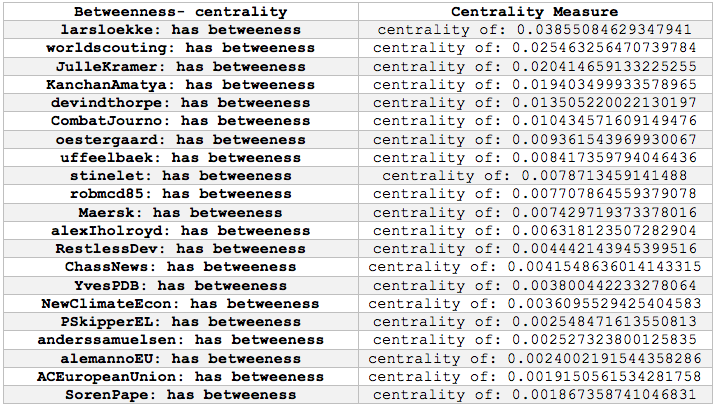 Betweenness- centrality Centrality Measure
larsloekke: has betweeness centrality of: 0.03855084629347941
worldscouting: has betweeness centrality of: 0.025463256470739784
JulleKramer: has betweeness centrality of: 0.020414659133225255
KanchanAmatya: has betweeness centrality of: 0.019403499933578965
devindthorpe: has betweeness centrality of: 0.013505220022130197
CombatJourno: has betweeness centrality of: 0.010434571609149476
oestergaard: has betweeness centrality of: 0.009361543969930067
uffeelbaek: has betweeness centrality of: 0.008417359794046436
stinelet: has betweeness centrality of: 0.0078713459141488
robmcd85: has betweeness centrality of: 0.007707864559379078
Maersk: has betweeness centrality of: 0.007429719373378016
alexIholroyd: has betweeness centrality of: 0.006318123507282904
RestlessDev: has betweeness centrality of: 0.004442143945399516
ChassNews: has betweeness centrality of: 0.0041548636014143315
YvesPDB: has betweeness centrality of: 0.003800442233278064
NewClimateEcon: has betweeness centrality of: 0.0036095529425404583
PSkipperEL: has betweeness centrality of: 0.002548471613550813
anderssamuelsen: has betweeness centrality of: 0.002527323800125835
alemannoEU: has betweeness centrality of: 0.0024002191544358286
ACEuropeanUnion: has betweeness centrality of: 0.0019150561534281758
SorenPape: has betweeness centrality of: 0.001867358741046831